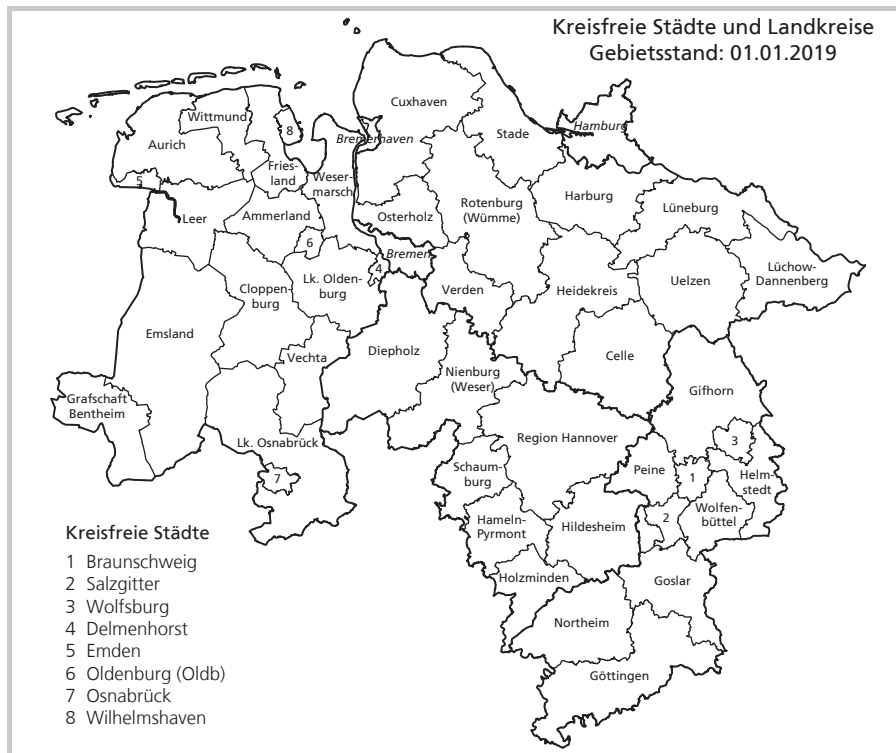 Kreisfreie Städte und Landkreise
Gebietsstand: 01.01.2019
Cuxhaven
Wittmund
8
Hamburg
Stade
Aurich
Bremerhaven
Fries-
land
Weser-
marsch
5
Harburg
Rotenburg
(Wümme)
Lüneburg
Leer
Ammerland
Osterholz
6
Bremen
4
Lk. Olden-
burg
Cloppen-
burg
Verden
Heidekreis
Uelzen
Lüchow-
Dannenberg
Emsland
Vechta
Diepholz
Celle
Nienburg
(Weser)
Gifhorn
Grafschaft
Bentheim
Lk. Osnabrück
Region Hannover
3
7
Schaum-
burg
Peine
1
Helm-
stedt
2
Wolfen-
büttel
Hameln-
Pyrmont
Hildesheim
Holzminden
Goslar
Northeim
Göttingen
Kreisfreie Städte
1 Braunschweig
2 Salzgitter
3 Wolfsburg
4 Delmenhorst
5 Emden
6 Oldenburg (Oldb)
7 Osnabrück
8 Wilhelmshaven